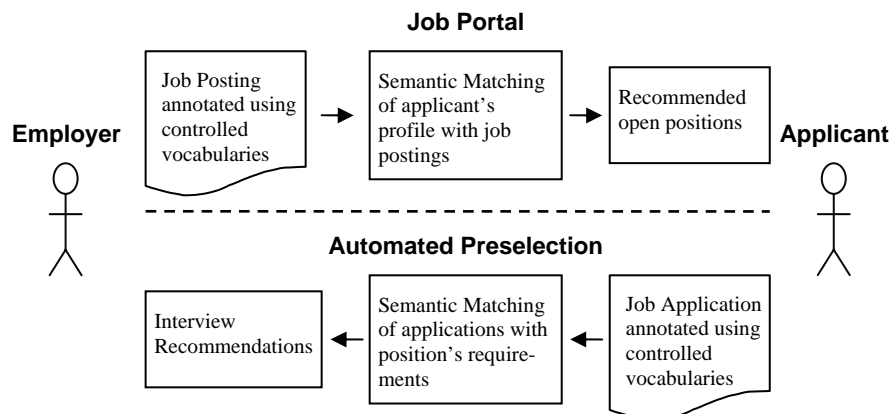 Job Portal
Employer
Job Posting
annotated using
controlled
vocabularies
Semantic Matching
of applicant's
profile with job
postings
Recommended
open positions
Applicant
Automated Preselection
Interview
Recommendations
Semantic Matching
of applications with
position's require-
ments
Job Application
annotated using
controlled
vocabularies